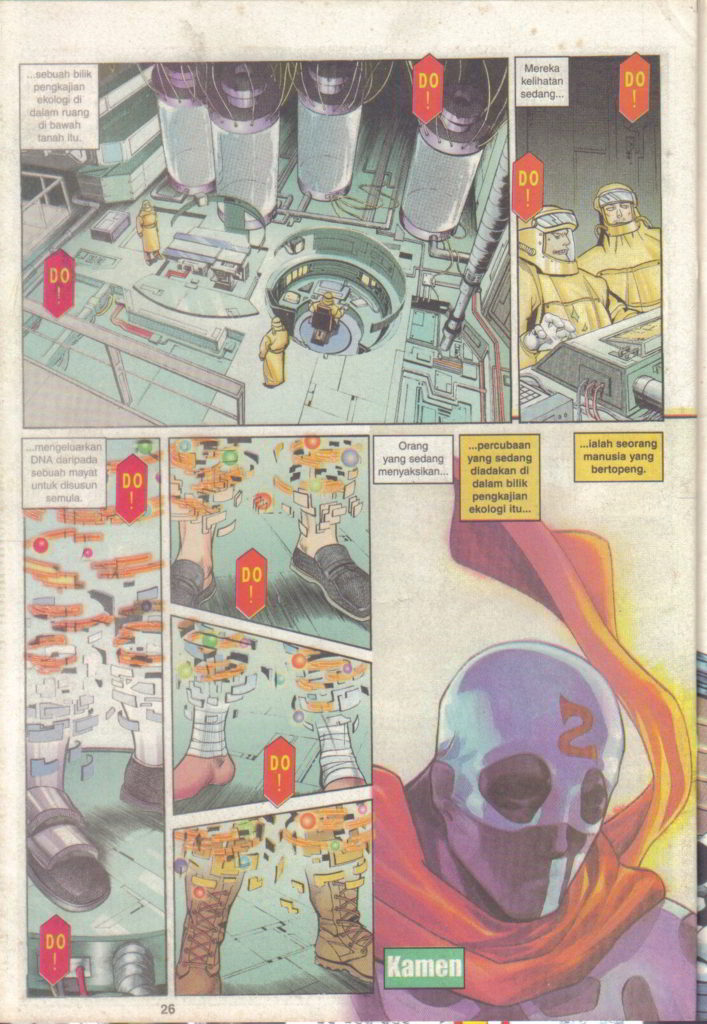 ...sebuah bilik
pengkajian
ekologi di
dalam ruang
di bawah
tanah itu.
DO
!
DO
!
Mereka
kelihatan
sedang...
DO
!
DO
!
...mengeluarkan
DNA daripada
sebuah mayat
untuk disusun
semula.
DO
!
DO
!
DO
!
DO
!
Orang
yang sedang
menyaksikan...
...percubaan
yang sedang
diadakan di
dalam bilik
pengkajian
ekologi itu...
...ialah seorang
manusia yang
bertopeng.
2
Kamen
26